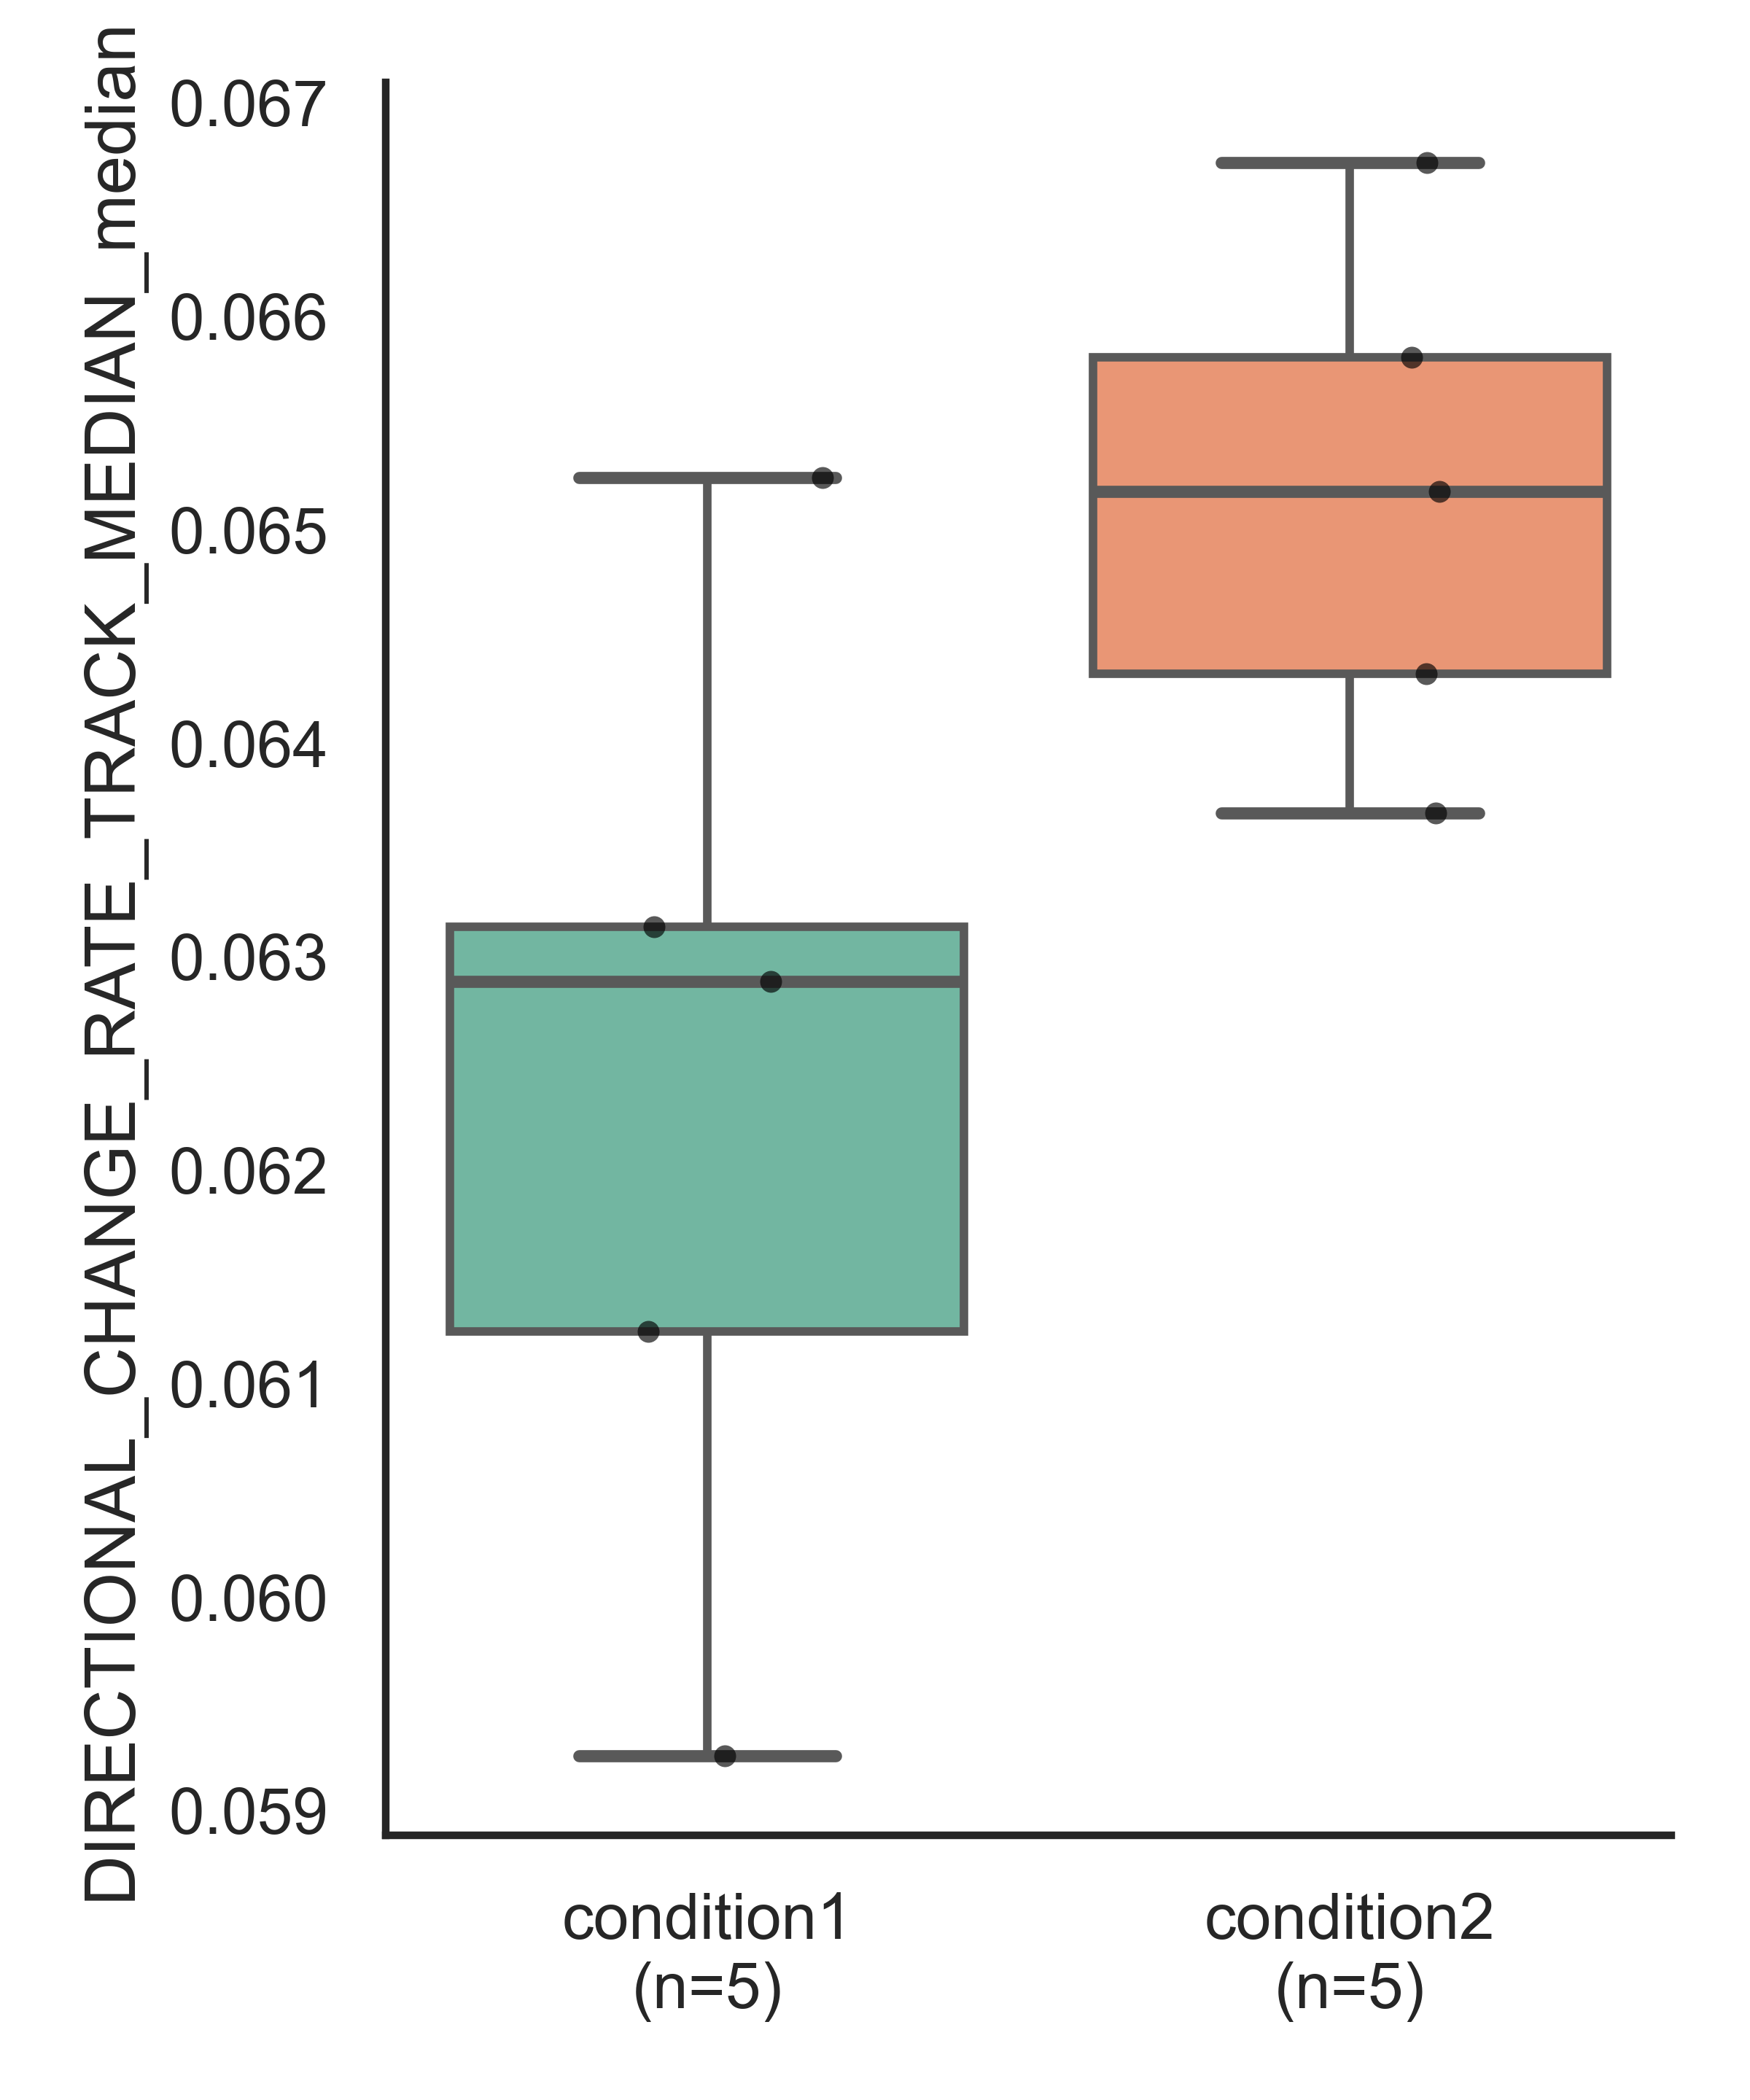 DIRECTIONAL_CHANGE_RATE_TRACK_MEDIAN_median
0.067
0.066
0.065
0.064
0.063
0.062
0.061
0.060
0.059
condition1
(n=5)
condition2
(n=5)